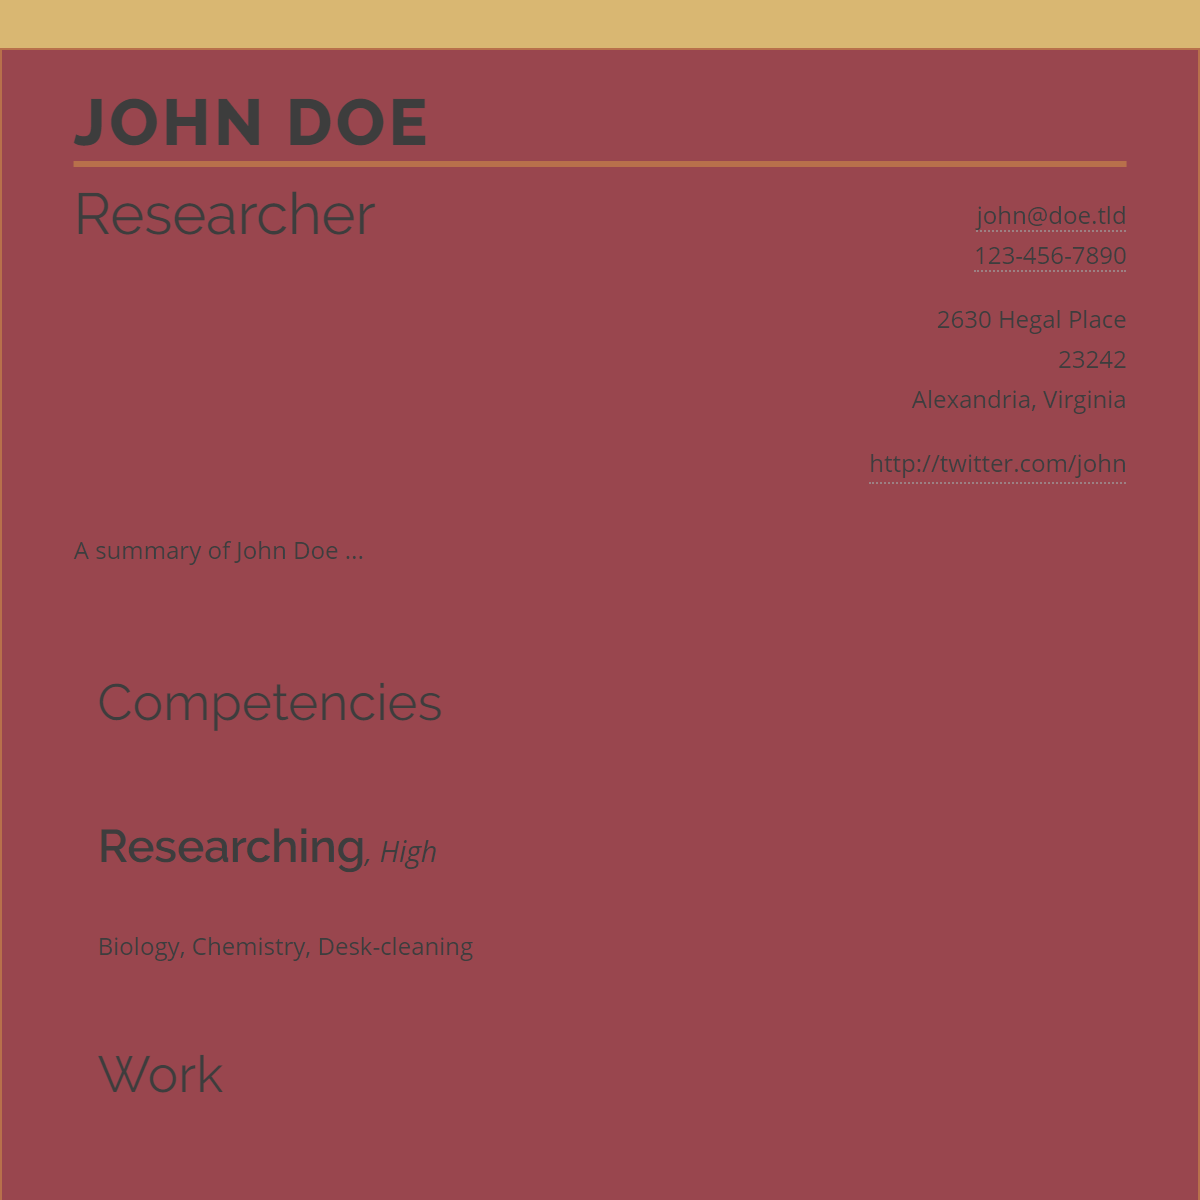 JOHN DOE
Researcher
john@doe.tld
123-456-7890
2630 Hegal Place
23242
Alexandria, Virginia
http://twitter.com/john
A summary of John Doe ...
Competencies
Researching, High
Biology, Chemistry, Desk-cleaning
Work